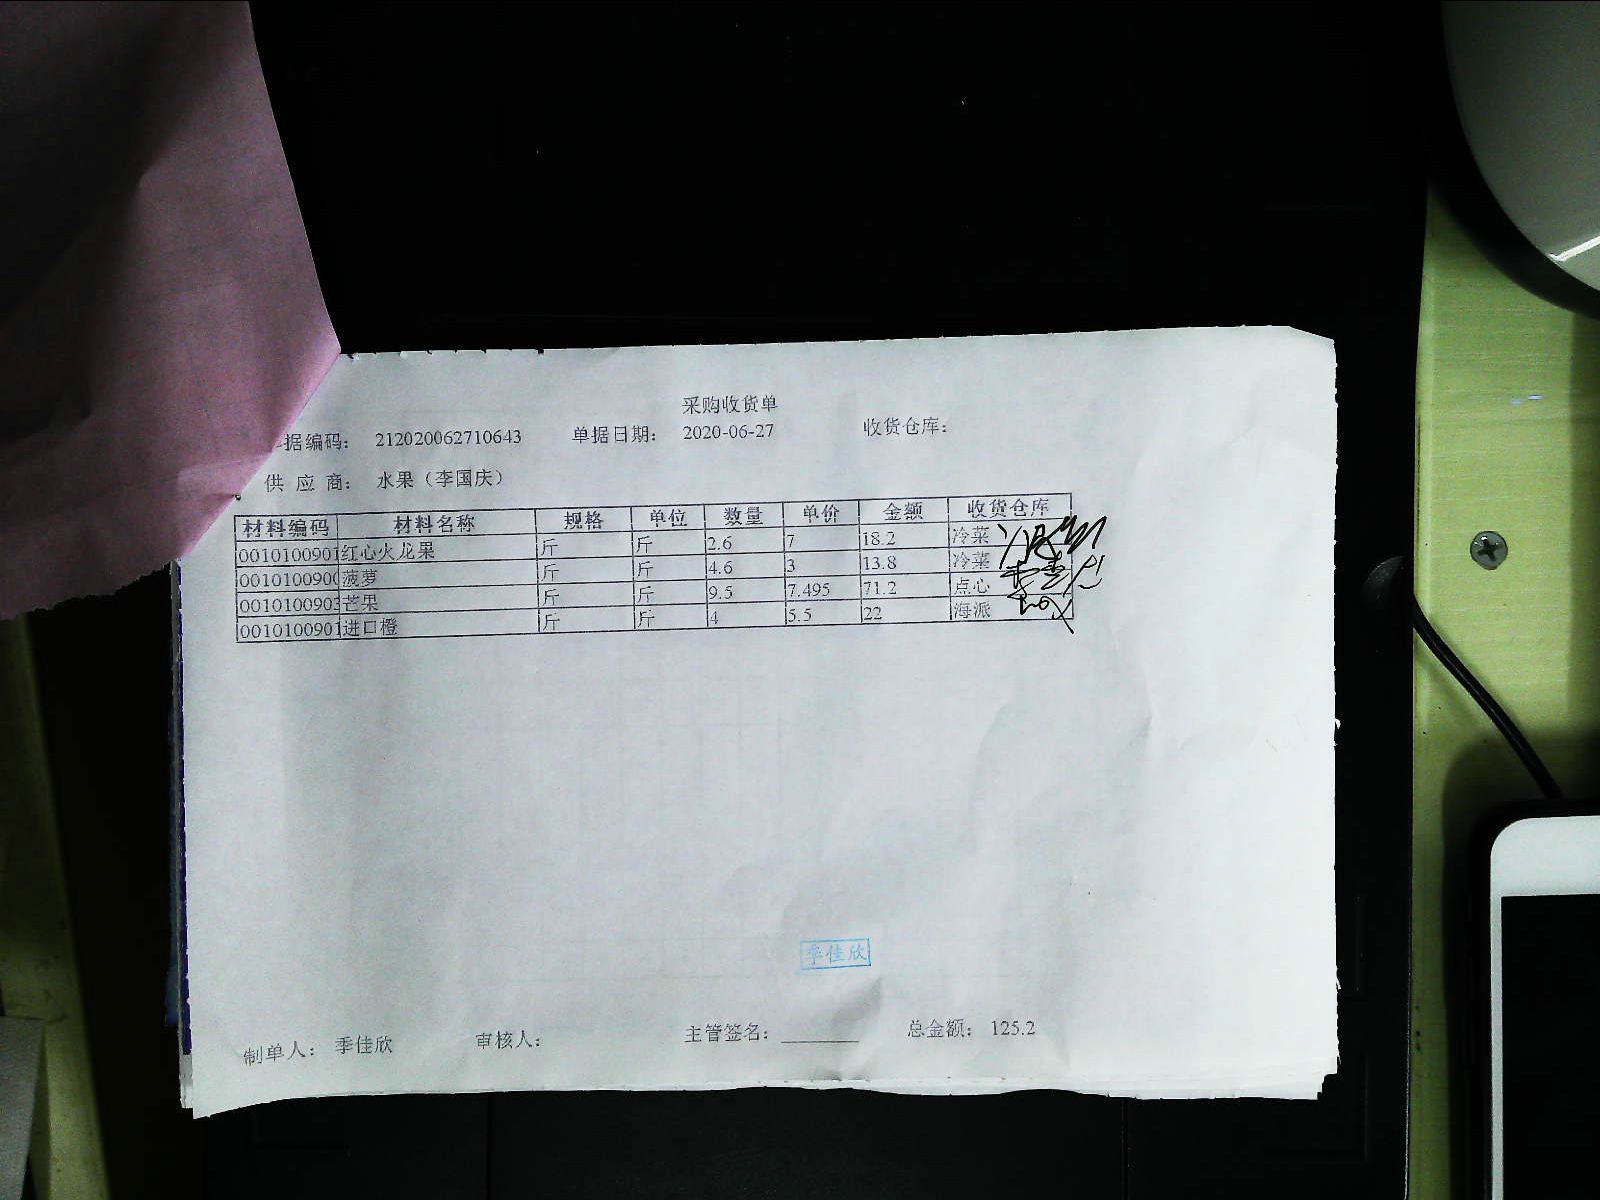 采购收货单
据编码： 212020062710643 单据日期： 2020-06-27 收货仓库：
供 应 商： 水果（李国庆）
材料编码 材料名称 规格 单位 数量 单价 金额 收货仓库
0010100901 红心火龙果 斤 斤 2.6 7 18.2 冷菜
001010090 菠萝 斤 斤 4.6 3 13.8 冷菜
001010090 芒果 斤 斤 9.5 7.495 71.2 点心
0010100901 进口橙 斤 斤 4 5.5 22 海派
季佳欣
制单人： 季佳欣 审核人： 主管签名： 总金额： 125.2